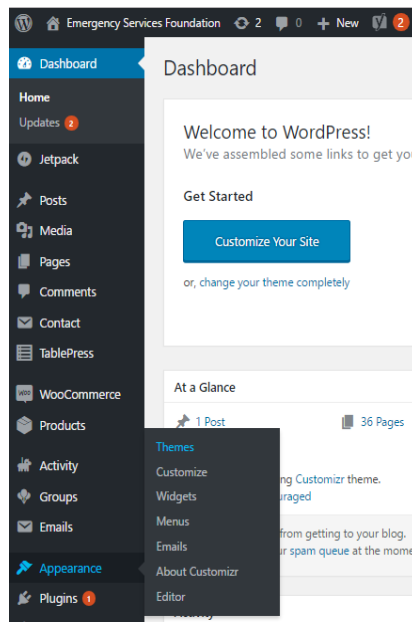 Emergency Services Foundation 2 0 + New 2
Dashboard
Home
Updates 2
Jetpack
Posts
Media
Pages
Comments
Contact
TablePress
WOO WooCommerce
Products
Activity
Groups
Emails
Appearance
Plugins 1
Themes
Customize
Widgets
Menus
Emails
About Customizr
Editor
Dashboard
Welcome to WordPress!
We've assembled some links to get you
Get Started
Customize Your Site
or, change your theme completely
At a Glance
1 Post 36 Pages
ng Customizr theme.
uraged
from getting to your blog.
ur spam queue at the mome